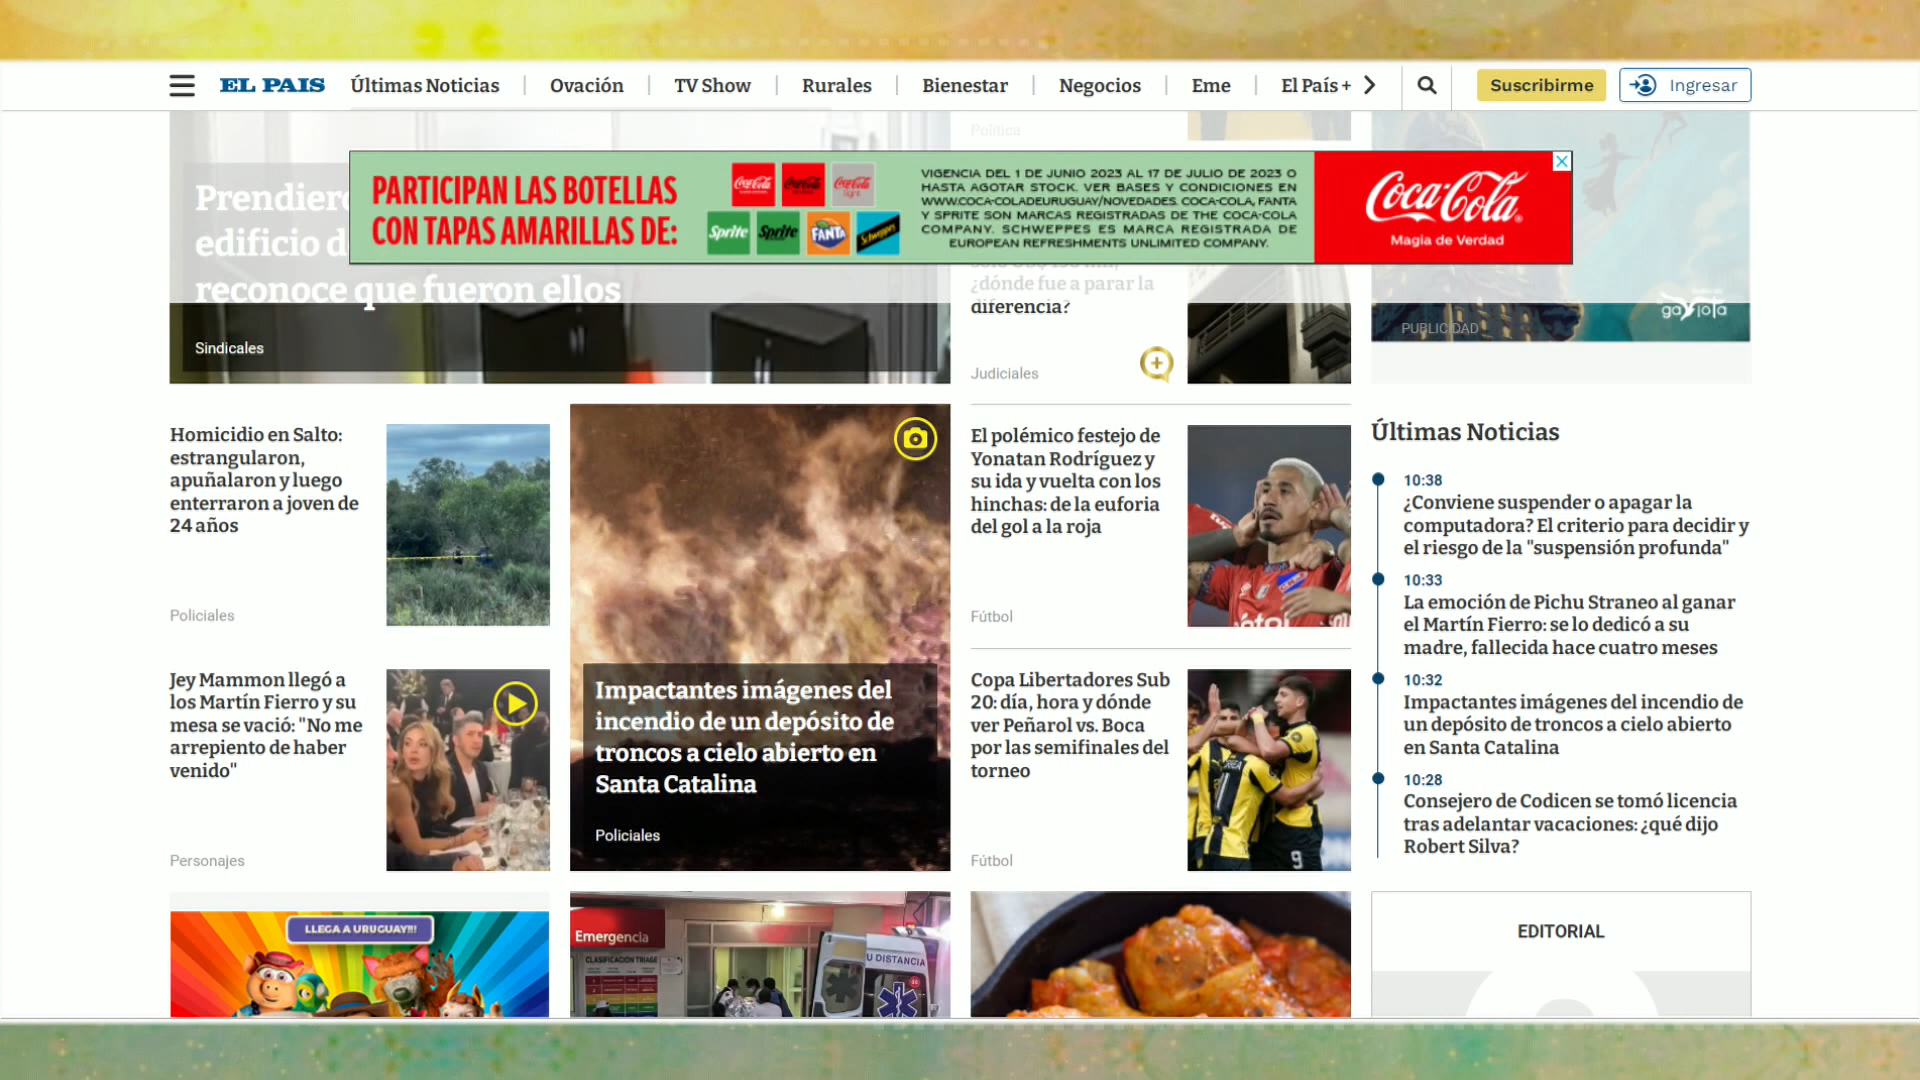 EL PAIS
Últimas Noticias
Ovación
TV Show
Rurales
Bienestar
Negocios
Eme
El País +
Suscribirme
Ingresar
Política
PARTICIPAN LAS BOTELLAS
CON TAPAS AMARILLAS DE:
Coca-Cola
Coca-Cola
Coca-Cola
light
Sprite
Sprite
FANTA
Schweppes
VIGENCIA DEL 1 DE JUNIO 2023 AL 17 DE JULIO DE 2023 O
HASTA AGOTAR STOCK. VER BASES Y CONDICIONES EN
WWW.COCA-COLADEURUGUAY/NOVEDADES. COCA-COLA, FANTA
Y SPRITE SON MARCAS REGISTRADAS DE THE COCA-COLA
COMPANY. SCHWEPPES ES MARCA REGISTRADA DE
EUROPEAN REFRESHMENTS UNLIMITED COMPANY.
Coca-Cola
Magia de Verdad
edificio
reconoce que fueron ellos
Sindicales
¿dónde fue a parar la
diferencia?
Judiciales
gaviota
PUBLICIDAD
Homicidio en Salto:
estrangularon,
apuñalaron y luego
enterraron a joven de
24 años
Policiales
Jey Mammon llegó a
los Martín Fierro y su
mesa se vació: "No me
arrepiento de haber
venido"
Personajes
Impactantes imágenes del
incendio de un depósito de
troncos a cielo abierto en
Santa Catalina
Policiales
El polémico festejo de
Yonatan Rodríguez y
su ida y vuelta con los
hinchas: de la euforia
del gol a la roja
Fútbol
Copa Libertadores Sub
20: día, hora y dónde
ver Peñarol vs. Boca
por las semifinales del
torneo
Fútbol
Últimas Noticias
10:38
¿Conviene suspender o apagar la
computadora? El criterio para decidir y
el riesgo de la "suspensión profunda"
10:33
La emoción de Pichu Straneo al ganar
el Martín Fierro: se lo dedicó a su
madre, fallecida hace cuatro meses
10:32
Impactantes imágenes del incendio de
un depósito de troncos a cielo abierto
en Santa Catalina
10:28
Consejero de Codicen se tomó licencia
tras adelantar vacaciones: ¿qué dijo
Robert Silva?
LLEGA A URUGUAY!!!
Emergencia
CLASIFICACIÓN TRIAGE
U DISTANCIA
EDITORIAL